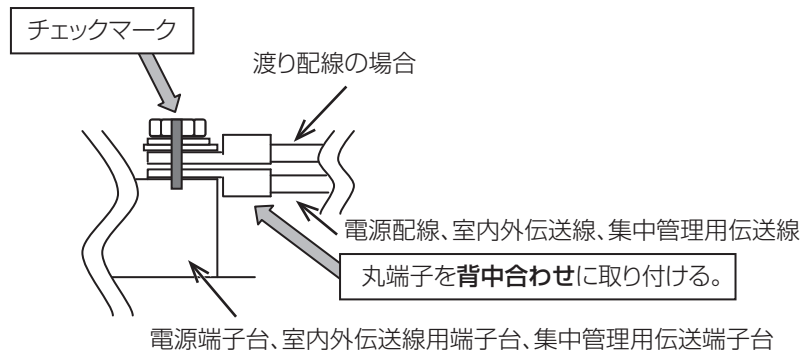 チェックマーク
渡り配線の場合
電源配線、室内外伝送線、集中管理用伝送線
丸端子を背中合わせに取り付ける。
電源端子台、室内外伝送線用端子台、集中管理用伝送端子台